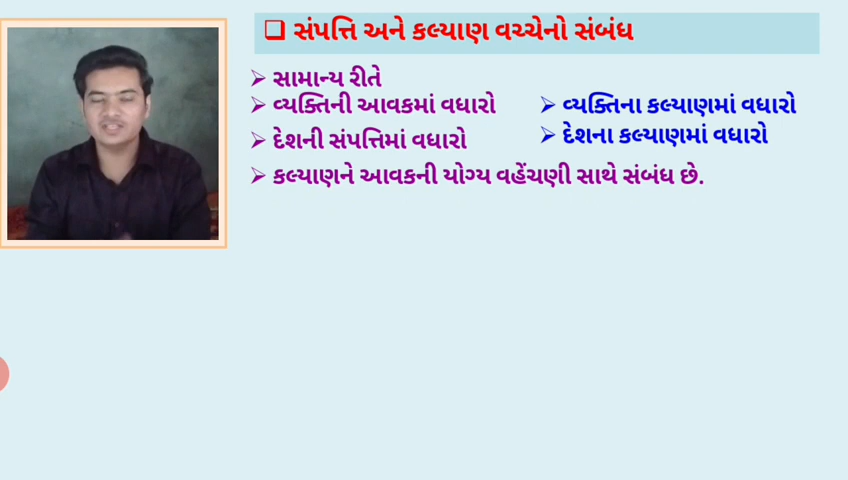 ❑ સંપત્તિ અને કલ્યાણ વચ્ચેનો સંબંધ
➢ સામાન્ય રીતે
➢ વ્યક્તિની આવકમાં વધારો ➢ વ્યક્તિના કલ્યાણમાં વધારો
➢ દેશની સંપત્તિમાં વધારો ➢ દેશના કલ્યાણમાં વધારો
➢ કલ્યાણને આવકની યોગ્ય વહેંચણી સાથે સંબંધ છે.